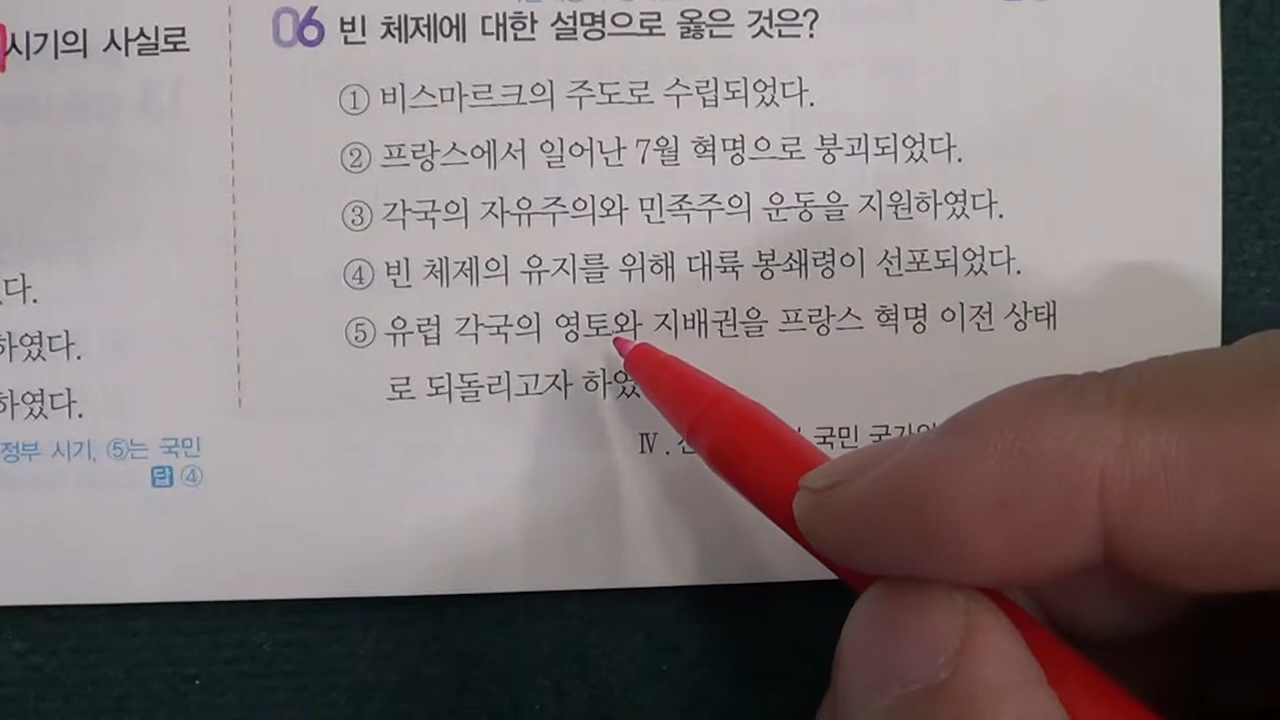 시기의 사실로
다.
하였다.
하였다.
정부 시기, ⑤는 국민
답 ④
06 빈 체제에 대한 설명으로 옳은 것은?
① 비스마르크의 주도로 수립되었다.
② 프랑스에서 일어난 7월 혁명으로 붕괴되었다.
③ 각국의 자유주의와 민족주의 운동을 지원하였다.
④ 빈 체제의 유지를 위해 대륙 봉쇄령이 선포되었다.
⑤ 유럽 각국의 영토와 지배권을 프랑스 혁명 이전 상태
로 되돌리고자 하였
Ⅳ. 국민